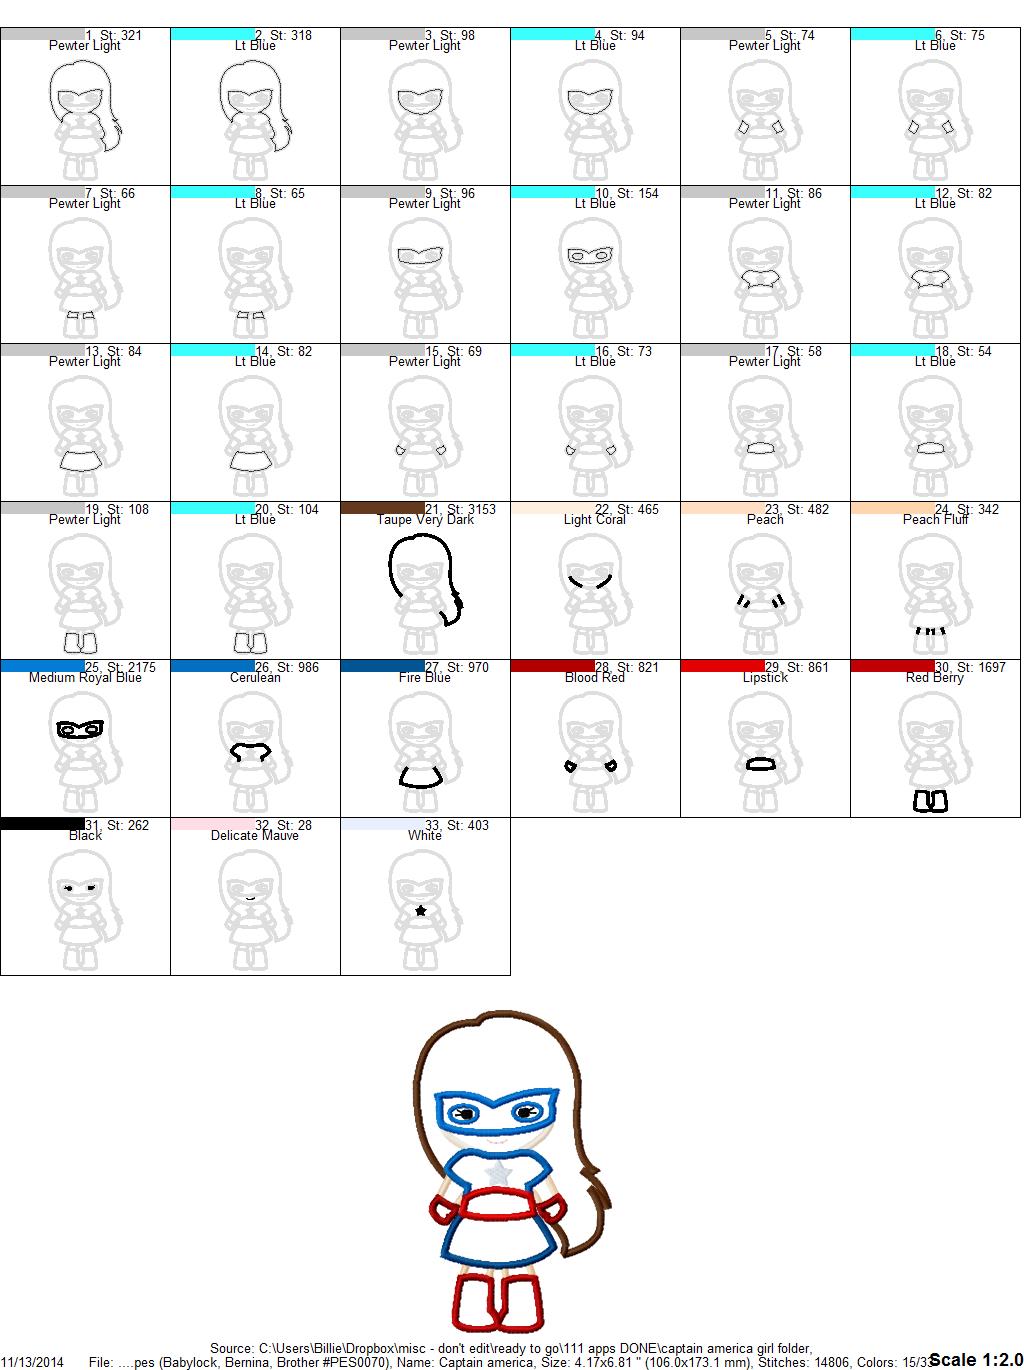 1, St: 321
Pewter Light
2, St: 318
Lt Blue
3, St: 98
Pewter Light
4, St: 94
Lt Blue
5, St: 74
Pewter Light
6, St: 75
Lt Blue
7, St: 66
Pewter Light
8, St: 65
Lt Blue
9, St: 96
Pewter Light
10, St: 154
Lt Blue
11, St: 86
Pewter Light
12, St: 82
Lt Blue
13, St: 84
Pewter Light
14, St: 82
Lt Blue
15, St: 69
Pewter Light
16, St: 73
Lt Blue
17, St: 58
Pewter Light
18, St: 54
Lt Blue
19, St: 108
Pewter Light
20, St: 104
Lt Blue
21, St: 3153
Taupe Very Dark
22, St: 465
Light Coral
23, St: 482
Peach
24, St: 342
Peach Fluff
25, St: 2175
Medium Royal Blue
26, St: 986
Cerulean
27, St: 970
Fire Blue
28, St: 821
Blood Red
29, St: 861
Lipstick
30, St: 1697
Red Berry
31, St: 262
Black
32, St: 28
Delicate Mauve
33, St: 403
White
Source: C:\Users\Billie\Dropbox\misc - don't edit\ready to go\111 apps DONE\captain america girl folder,
11/13/2014 File: ....pes (Babylock, Bernina, Brother #PES0070), Name: Captain america, Size: 4.17x6.81 " (106.0x173.1 mm), Stitches: 14806, Colors: 15/33 Scale 1:2.0